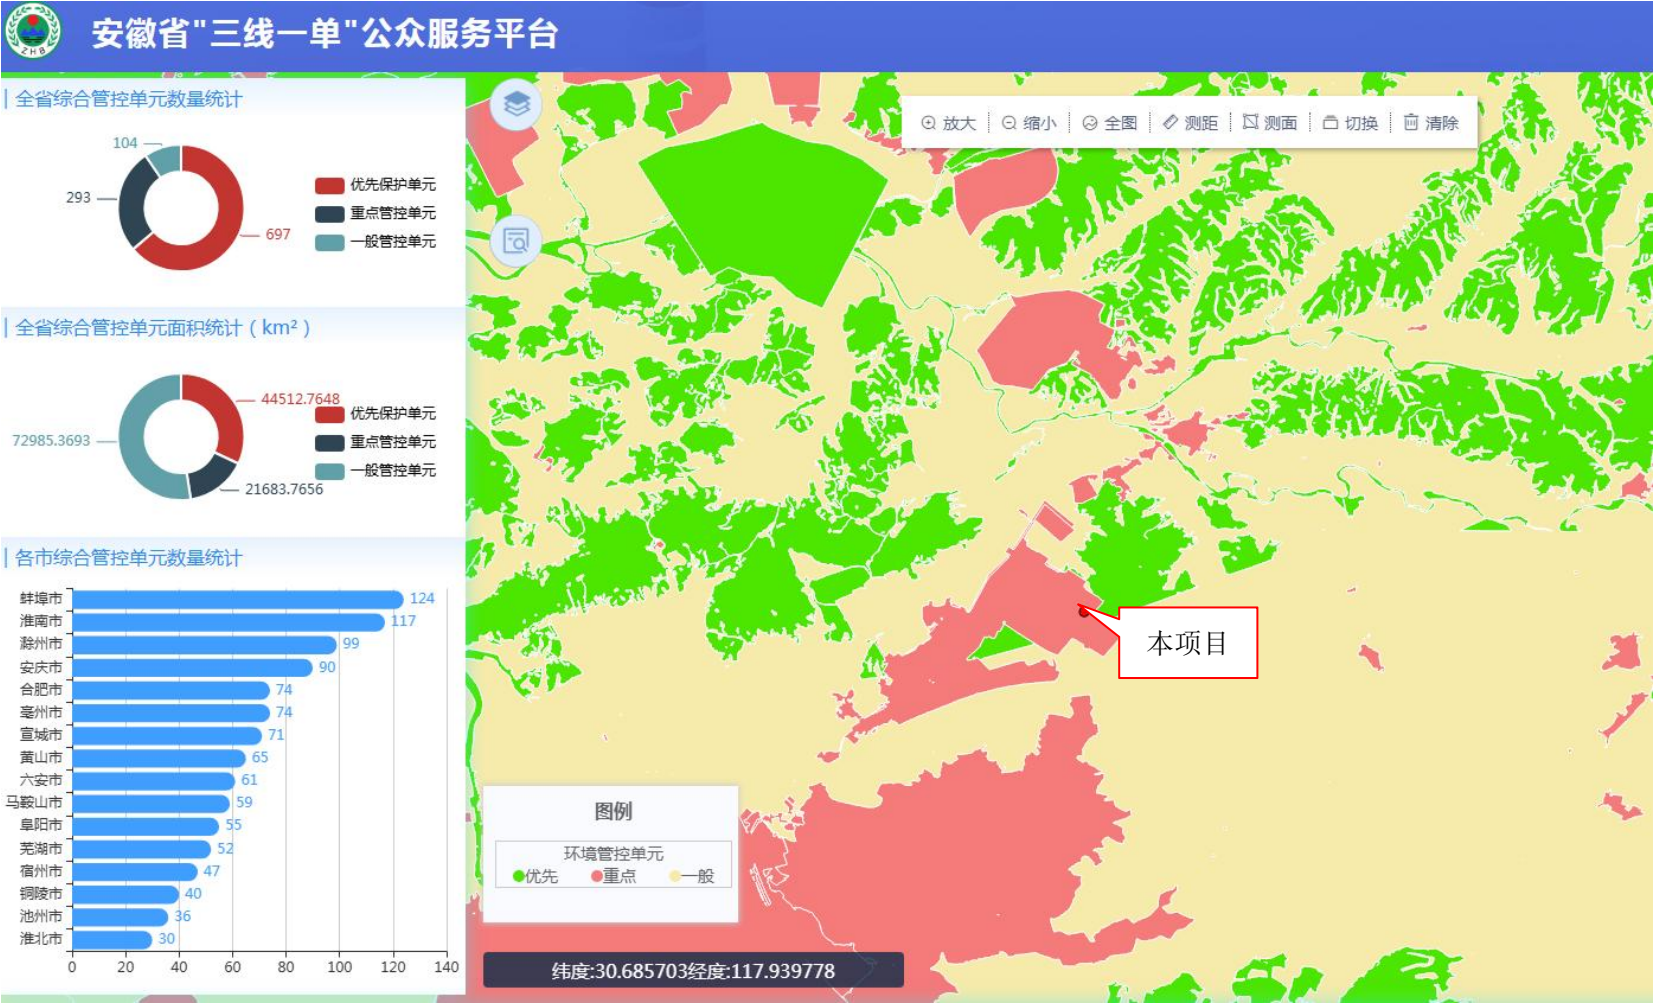 安徽省"三线一单"公众服务平台
ZHB
放大 缩小 全图 测距 测面 切换 清除
全省综合管控单元数量统计
104
293
697
优先保护单元
重点管控单元
一般管控单元
全省综合管控单元面积统计（km²）
44512.7648
72985.3693
21683.7656
优先保护单元
重点管控单元
一般管控单元
各市综合管控单元数量统计
蚌埠市 124
淮南市 117
滁州市 99
安庆市 90
合肥市 74
亳州市 74
宣城市 71
黄山市 65
六安市 61
马鞍山市 59
阜阳市 55
芜湖市 52
宿州市 47
铜陵市 40
池州市 36
淮北市 30
0 20 40 60 80 100 120 140
本项目
图例
环境管控单元
优先 重点 一般
纬度:30.685703经度:117.939778